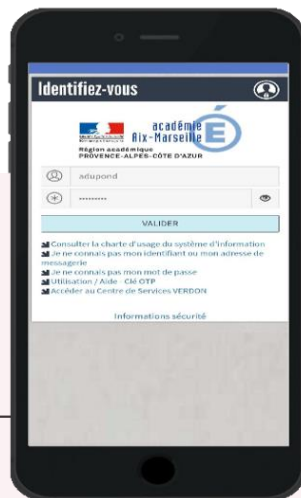 Identifiez-vous
académie
Aix-Marseille
Région académique
PROVENCE-ALPES-CÔTE D'AZUR
adupond
.........
VALIDER
Consulter la charte d'usage du système d'information
Je ne connais pas mon identifiant ou mon adresse de
messagerie
Je ne connais pas mon mot de passe
Utilisation / Aide : Clé OTP
Accéder au Centre de Services VERDON
Informations sécurité